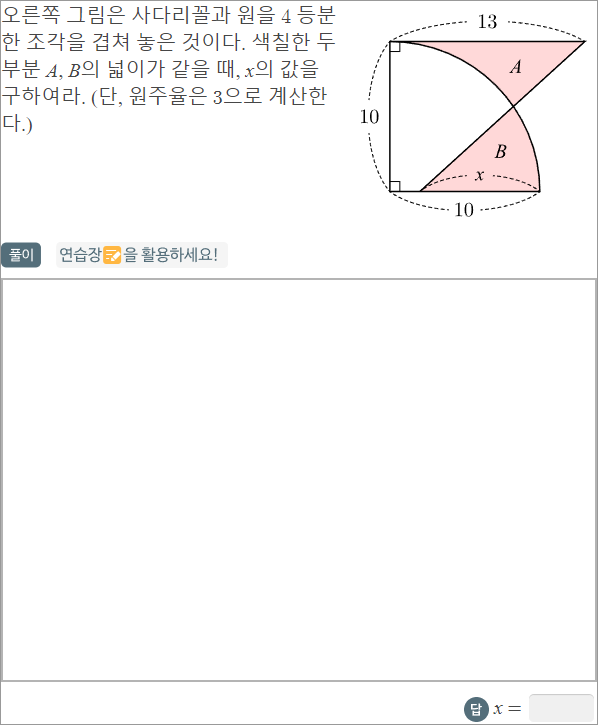 오른쪽 그림은 사다리꼴과 원을 4 등분
한 조각을 겹쳐 놓은 것이다. 색칠한 두
부분 A, B의 넓이가 같을 때, x의 값을
구하여라. (단, 원주율은 3으로 계산한
다.)
13
A
10
B
x
10
풀이 연습장을 활용하세요!
답 x =